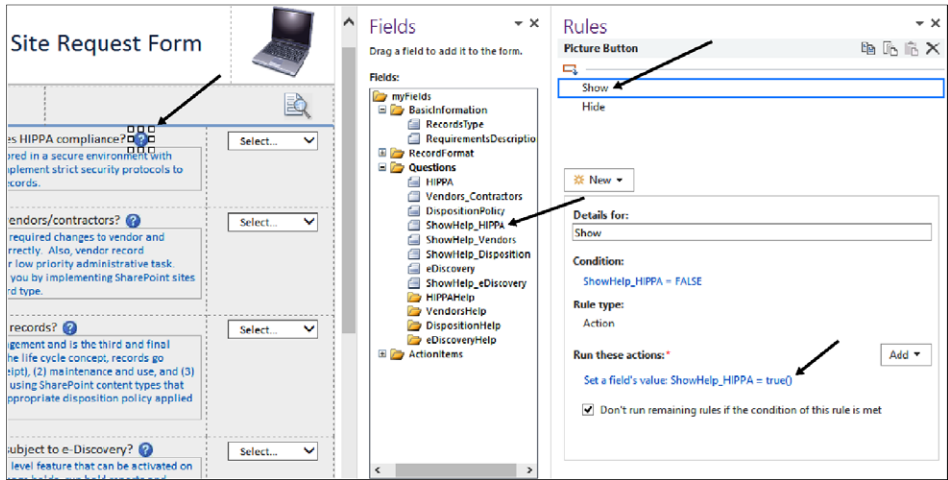 Site Request Form
es HIPPA compliance?
ored in a secure environment with
nplement strict security protocols to
ecords.
Select...
vendors/contractors?
required changes to vendor and
orrectly. Also, vendor record
r low priority administrative task.
you by implementing SharePoint sites
rd type.
Select...
records?
agement and is the third and final
he life cycle concept, records go
eipt), (2) maintenance and use, and (3)
using SharePoint content types that
appropriate disposition policy applied
Select...
subject to e-Discovery?
level feature that can be activated on
Select...
Fields
Drag a field to add it to the form.
Fields:
myFields
BasicInformation
RecordsType
RequirementsDescriptio
RecordFormat
Questions
HIPPA
Vendors_Contractors
DispositionPolicy
ShowHelp_HIPPA
ShowHelp_Vendors
ShowHelp_Disposition
eDiscovery
ShowHelp_eDiscovery
HIPPAHelp
VendorsHelp
DispositionHelp
eDiscoveryHelp
ActionItems
Rules
Picture Button
Show
Hide
New
Details for:
Show
Condition:
ShowHelp_HIPPA = FALSE
Rule type:
Action
Run these actions:*
Add
Set a field's value: ShowHelp_HIPPA = true()
Don't run remaining rules if the condition of this rule is met